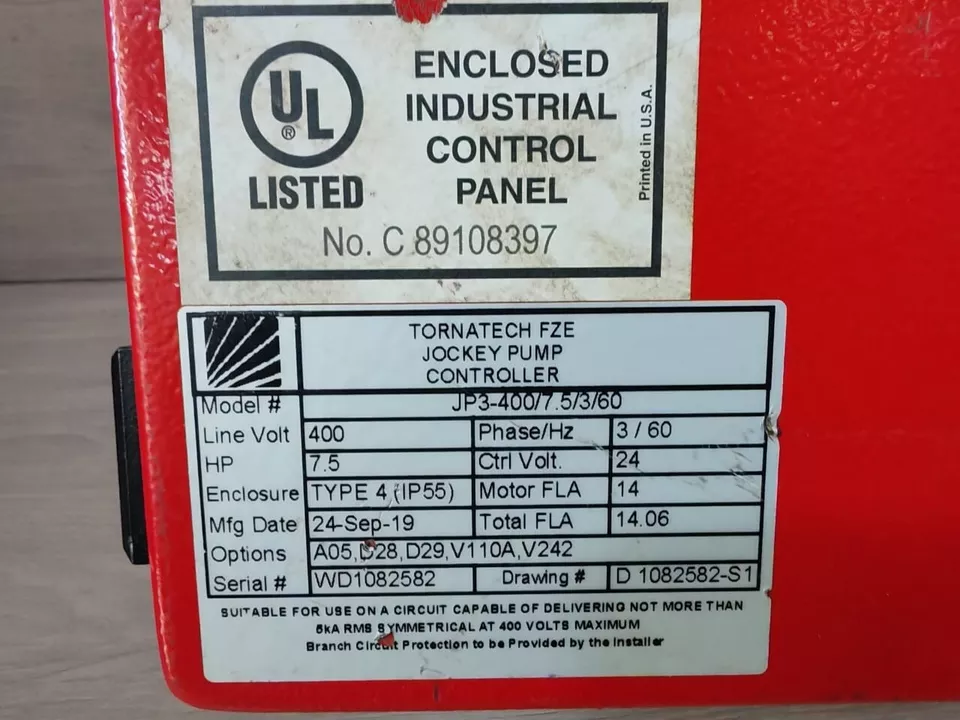 UL
®
LISTED
ENCLOSED
INDUSTRIAL
CONTROL
PANEL
Printed in U.S.A.
No. C 89108397
TORNATECH FZE
JOCKEY PUMP
CONTROLLER
Model # JP3-400/7.5/3/60
Line Volt 400 Phase/Hz 3 / 60
HP 7.5 Ctrl Volt. 24
Enclosure TYPE 4 (IP55) Motor FLA 14
Mfg Date 24-Sep-19 Total FLA 14.06
Options A05,D28,D29,V110A,V242
Serial # WD1082582 Drawing # D 1082582-S1
SUITABLE FOR USE ON A CIRCUIT CAPABLE OF DELIVERING NOT MORE THAN
5kA RMS SYMMETRICAL AT 400 VOLTS MAXIMUM
Branch Circuit Protection to be Provided by the Installer